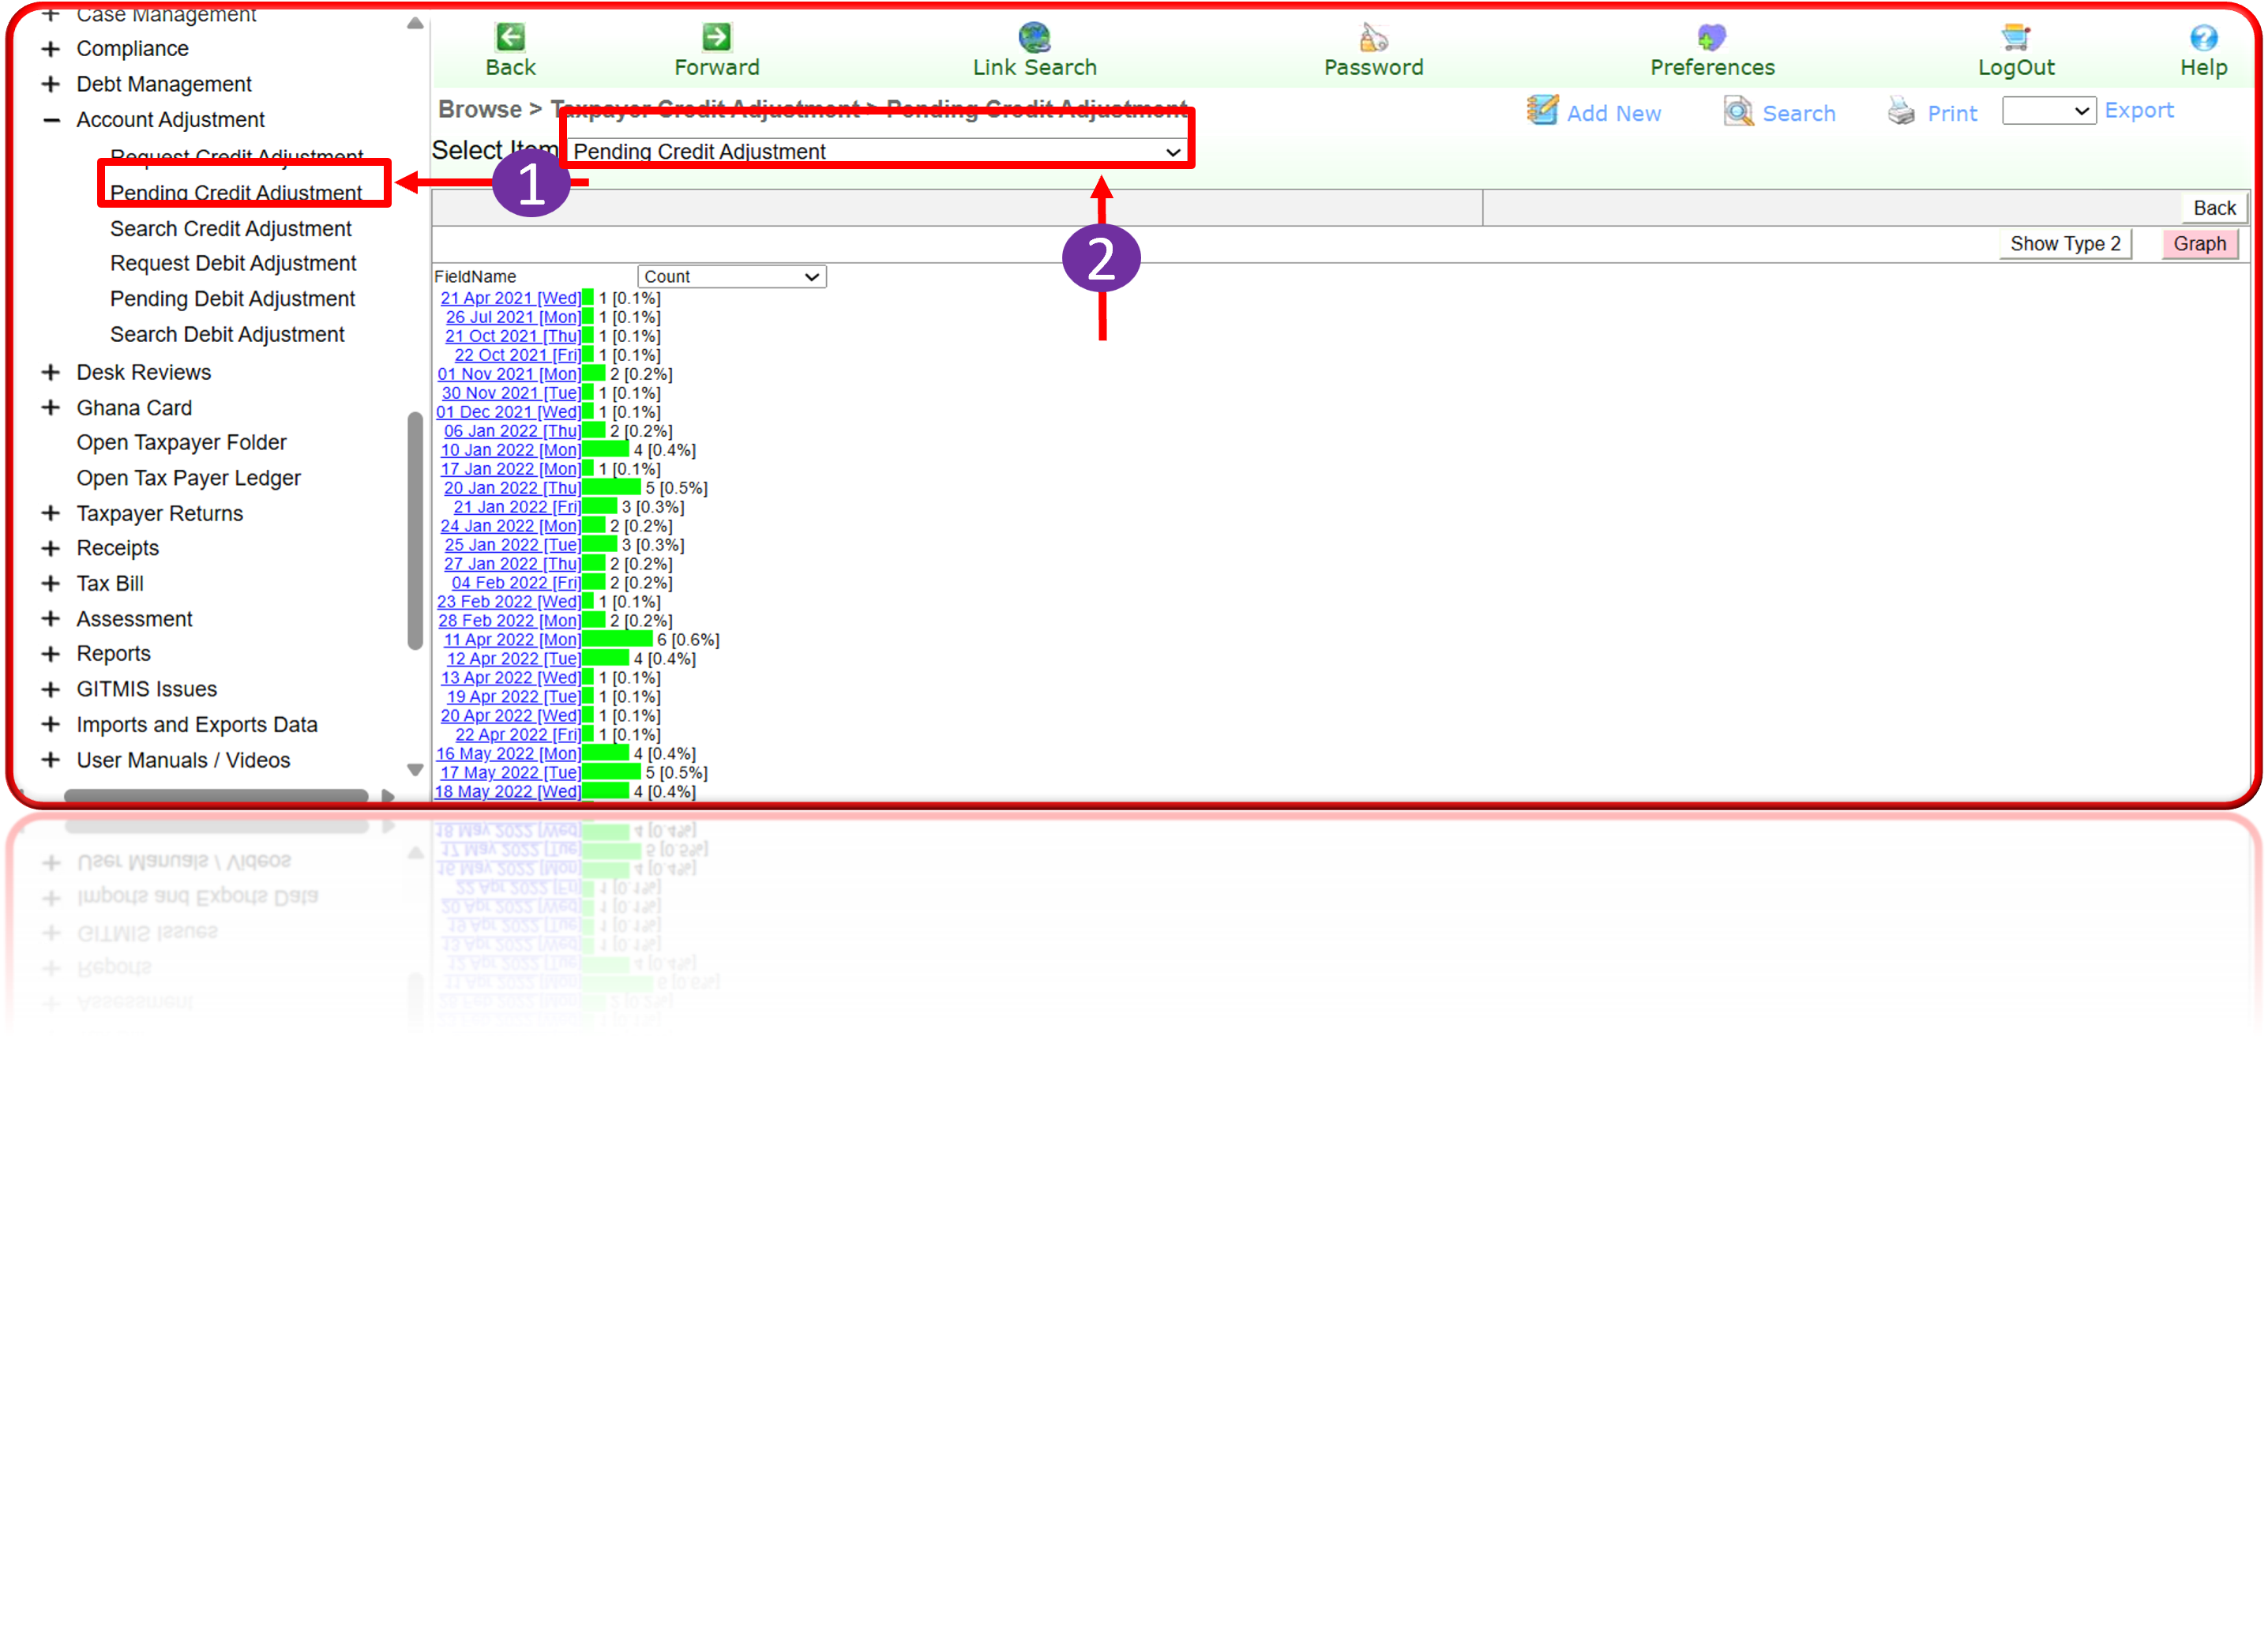 Case Management
Compliance
Debt Management
Account Adjustment
Request Credit Adjustment
Pending Credit Adjustment
Search Credit Adjustment
Request Debit Adjustment
Pending Debit Adjustment
Search Debit Adjustment
Desk Reviews
Ghana Card
Open Taxpayer Folder
Open Tax Payer Ledger
Taxpayer Returns
Receipts
Tax Bill
Assessment
Reports
GITMIS Issues
Imports and Exports Data
User Manuals / Videos
Back Forward Link Search Password Preferences LogOut Help
Browse > Taxpayer Credit Adjustment > Pending Credit Adjustment Add New Search Print Export
Select Item Pending Credit Adjustment
1
2
Back
Show Type 2 Graph
FieldName Count
21 Apr 2021 [Wed] 1 [0.1%]
26 Jul 2021 [Mon] 1 [0.1%]
21 Oct 2021 [Thu] 1 [0.1%]
22 Oct 2021 [Fri] 1 [0.1%]
01 Nov 2021 [Mon] 2 [0.2%]
30 Nov 2021 [Tue] 1 [0.1%]
01 Dec 2021 [Wed] 1 [0.1%]
06 Jan 2022 [Thu] 2 [0.2%]
10 Jan 2022 [Mon] 4 [0.4%]
17 Jan 2022 [Mon] 1 [0.1%]
20 Jan 2022 [Thu] 5 [0.5%]
21 Jan 2022 [Fri] 3 [0.3%]
24 Jan 2022 [Mon] 2 [0.2%]
25 Jan 2022 [Tue] 3 [0.3%]
27 Jan 2022 [Thu] 2 [0.2%]
04 Feb 2022 [Fri] 2 [0.2%]
23 Feb 2022 [Wed] 1 [0.1%]
28 Feb 2022 [Mon] 2 [0.2%]
11 Apr 2022 [Mon] 6 [0.6%]
12 Apr 2022 [Tue] 4 [0.4%]
13 Apr 2022 [Wed] 1 [0.1%]
19 Apr 2022 [Tue] 1 [0.1%]
20 Apr 2022 [Wed] 1 [0.1%]
22 Apr 2022 [Fri] 1 [0.1%]
16 May 2022 [Mon] 4 [0.4%]
17 May 2022 [Tue] 5 [0.5%]
18 May 2022 [Wed] 4 [0.4%]